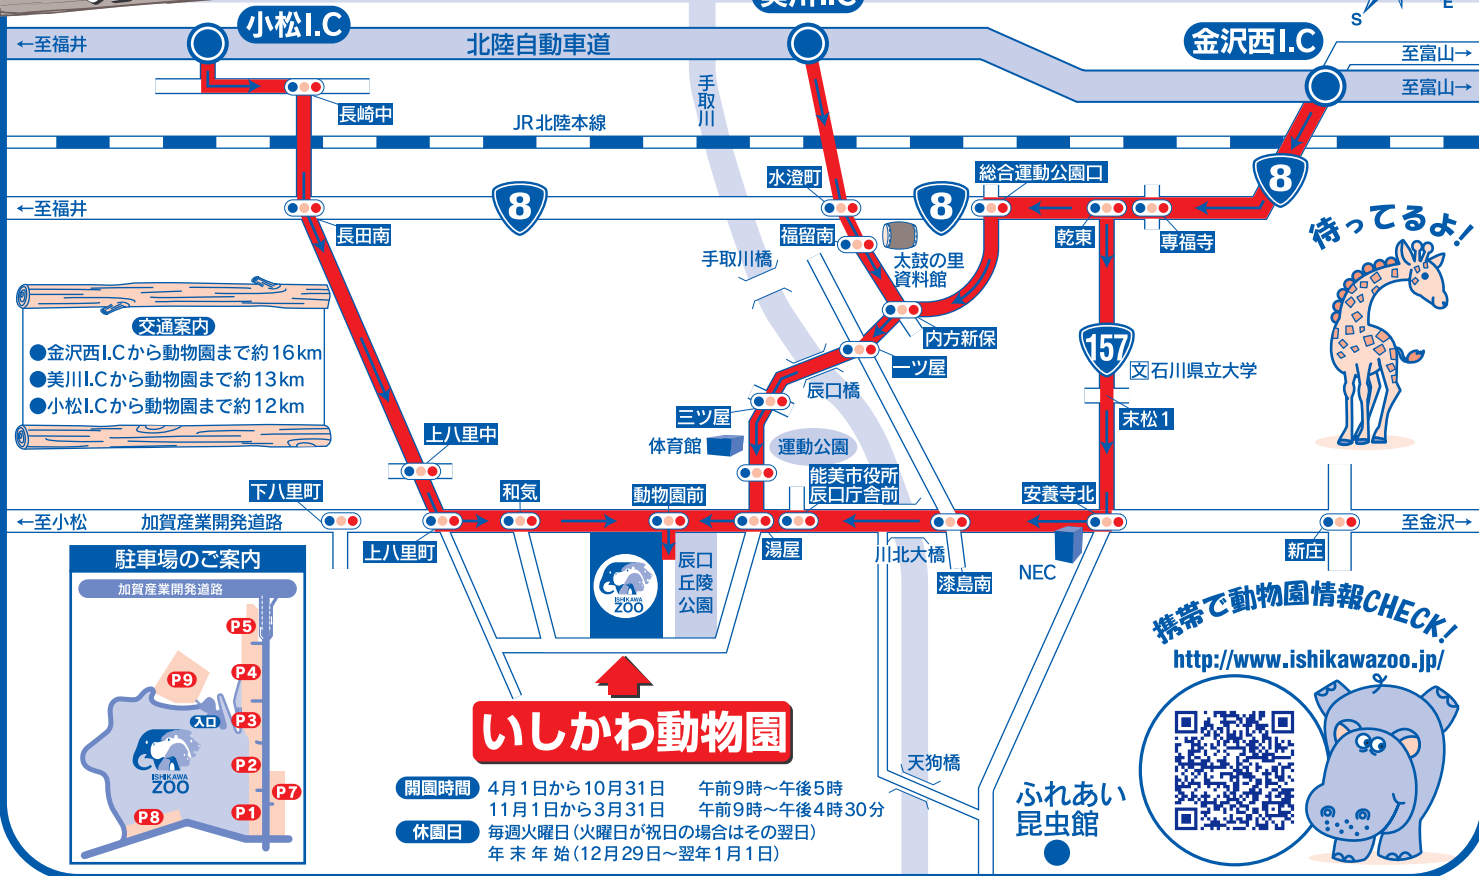 小松I.C
美川I.C
金沢西I.C
S
E
←至福井
北陸自動車道
至富山→
至富山→
手取川
長崎中
JR北陸本線
水澄町
総合運動公園口
8
←至福井
8
8
長田南
福留南
乾東
専福寺
待ってるよ!
手取川橋
太鼓の里
資料館
交通案内
●金沢西I.Cから動物園まで約16km
●美川I.Cから動物園まで約13km
●小松I.Cから動物園まで約12km
内方新保
一ツ屋
157
文石川県立大学
辰口橋
末松1
三ツ屋
上八里中
体育館
運動公園
下八里町
和気
動物園前
能美市役所
辰口庁舎前
安養寺北
←至小松
加賀産業開発道路
至金沢→
上八里町
湯屋
川北大橋
漆島南
NEC
新庄
ISHIKAWA
ZOO
辰口
丘陵
公園
駐車場のご案内
加賀産業開発道路
P5
P4
P9
入口
P3
P2
P7
P1
P8
ISHIKAWA
ZOO
いしかわ動物園
携帯で動物園情報CHECK!
http://www.ishikawazoo.jp/
天狗橋
ふれあい
昆虫館
開園時間 4月1日から10月31日 午前9時～午後5時
11月1日から3月31日 午前9時～午後4時30分
休園日 毎週火曜日(火曜日が祝日の場合はその翌日)
年末年始(12月29日～翌年1月1日)